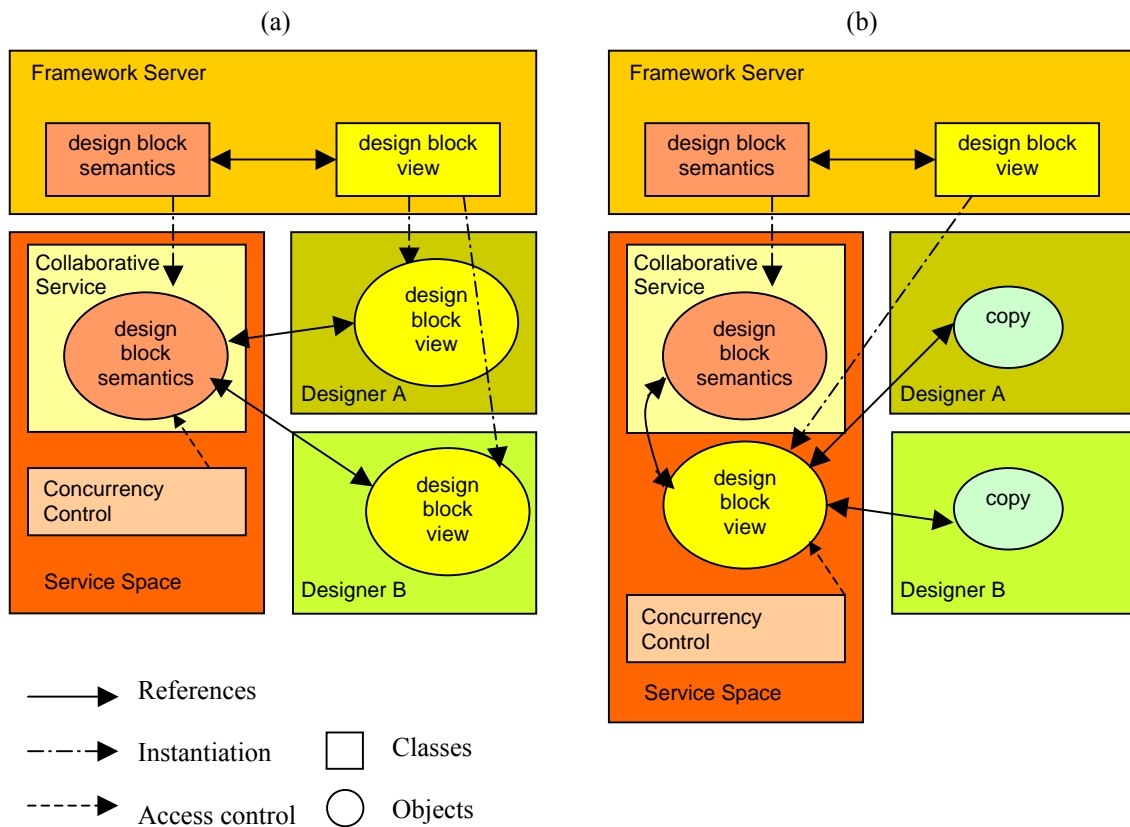 (a)
Framework Server
design block
semantics
design block
view
Collaborative
Service
design
block
semantics
design
block
view
Designer A
Concurrency
Control
Service Space
design
block
view
Designer B
(b)
Framework Server
design block
semantics
design block
view
Collaborative
Service
design
block
semantics
copy
Designer A
design
block
view
copy
Designer B
Concurrency
Control
Service Space
References
Instantiation
Classes
Access control
Objects